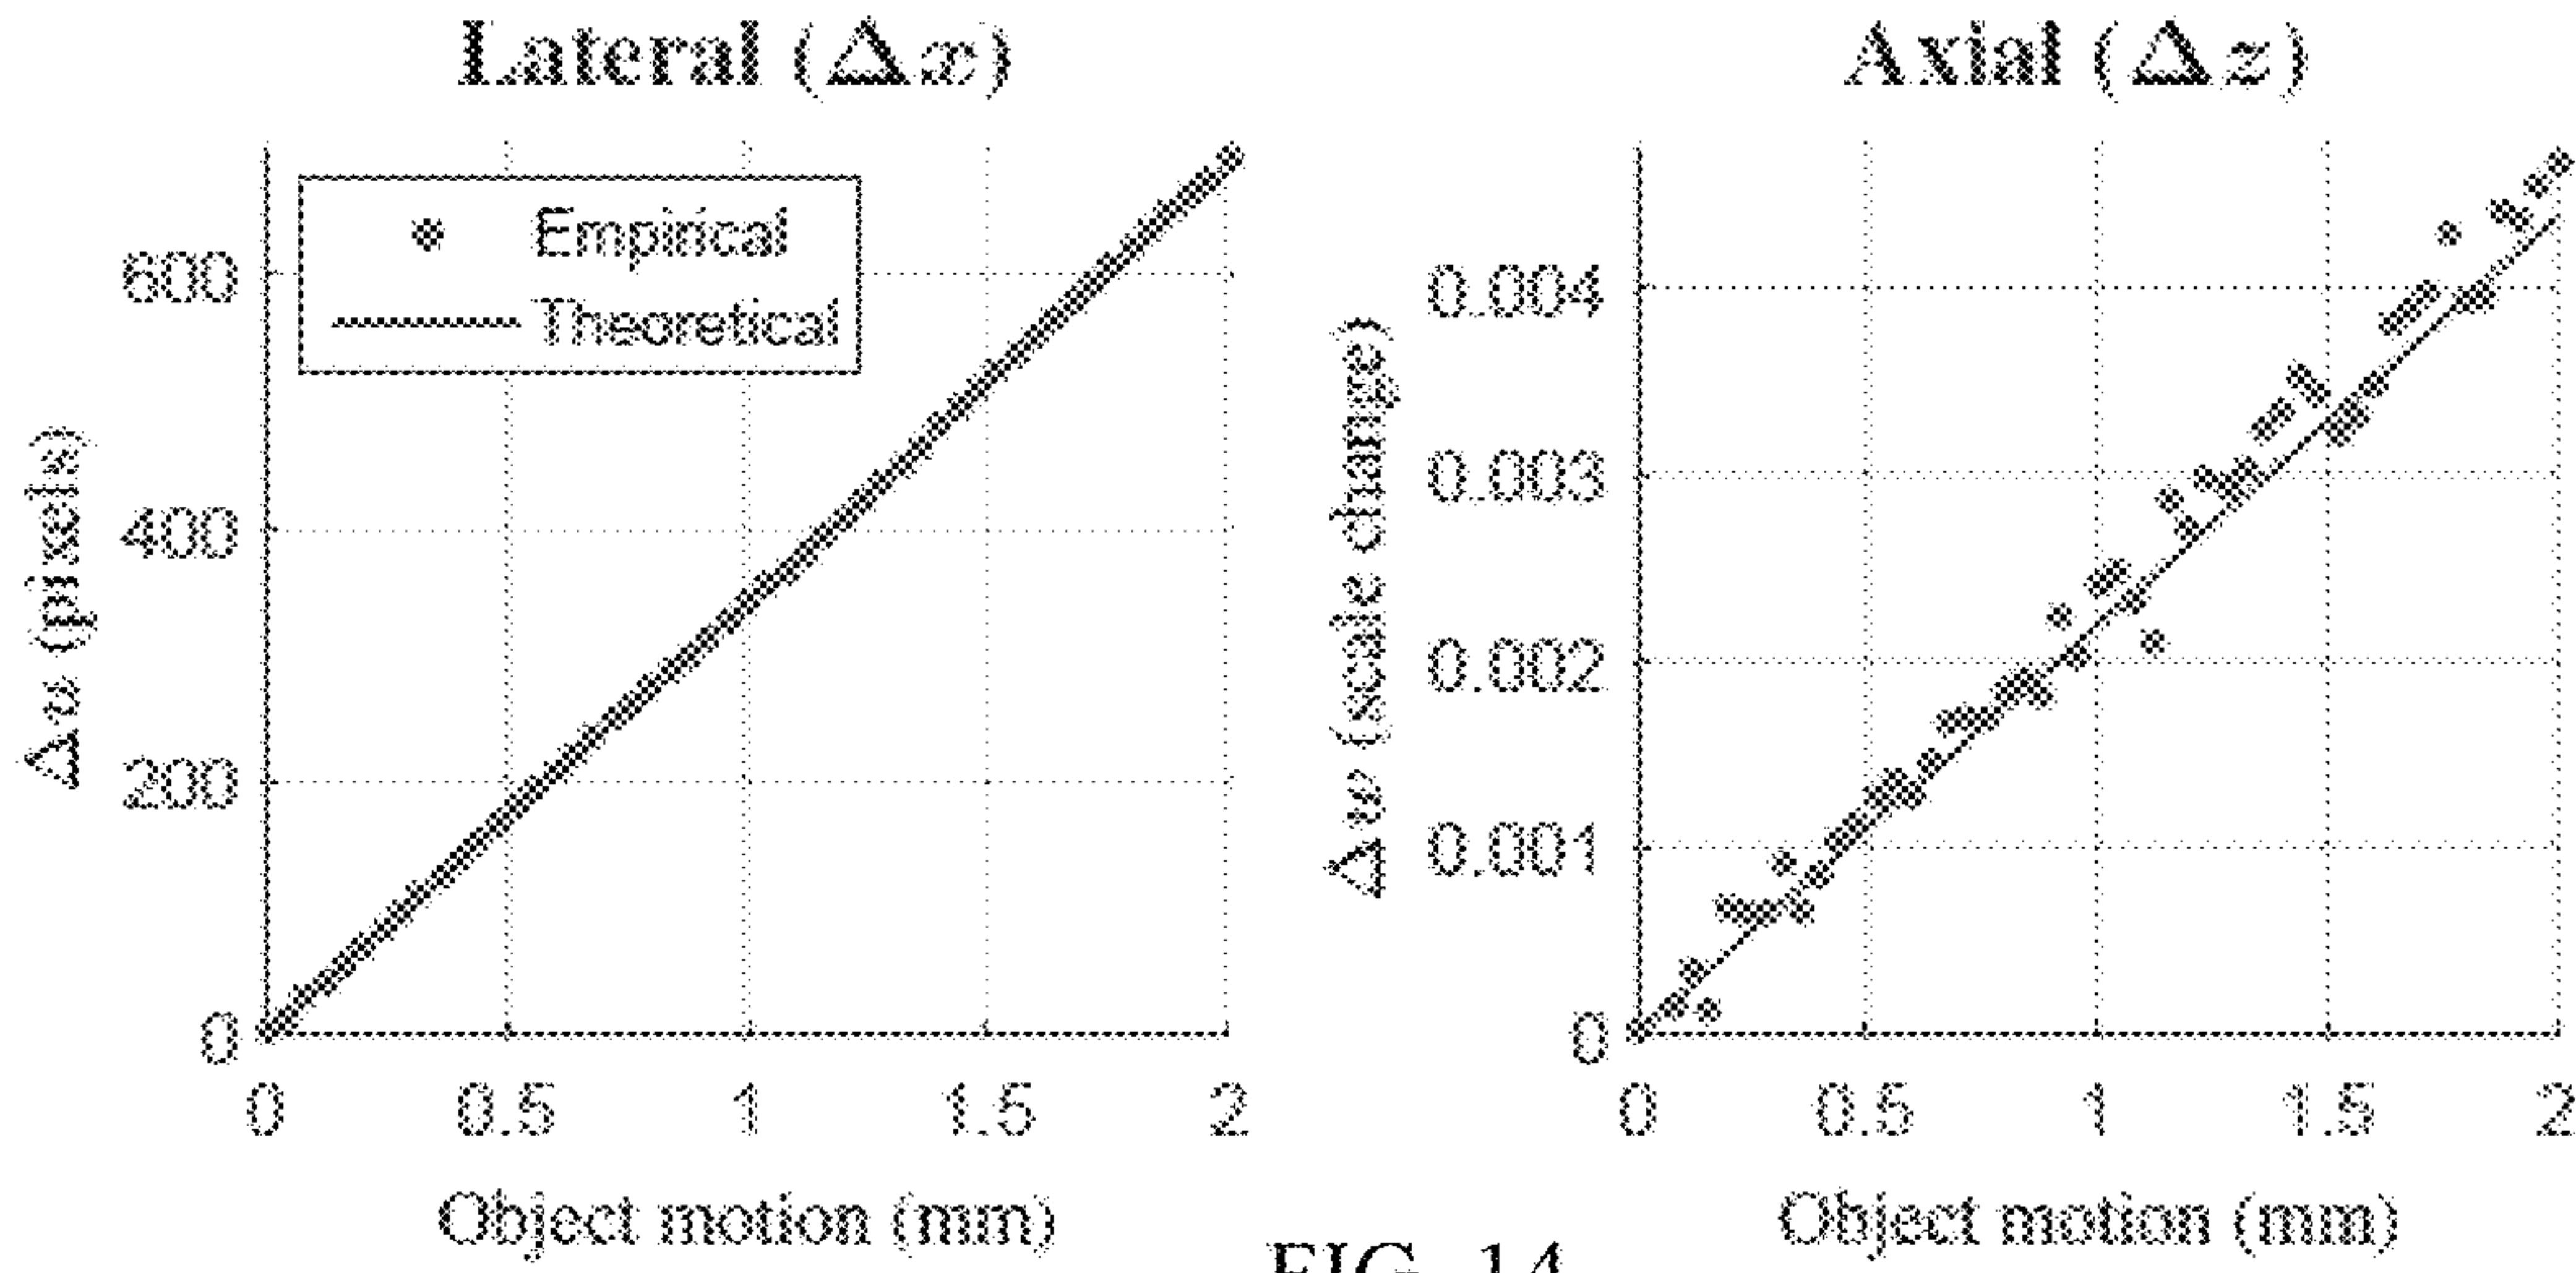 Lateral (Δx)
Empirical
Theoretical
Δu (pixels)
600
400
200
0
0 0.5 1 1.5 2
Object motion (mm)
Axial (Δz)
Δw (scale change)
0.004
0.003
0.002
0.001
0
0 0.5 1 1.5 2
Object motion (mm)
FIG. 14